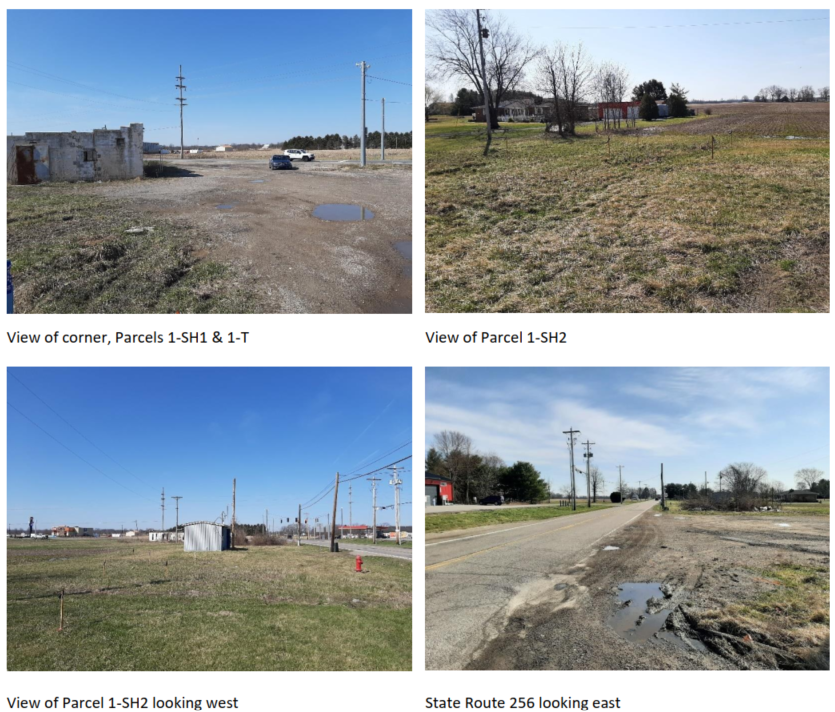 View of corner, Parcels 1-SH1 & 1-T
View of Parcel 1-SH2
View of Parcel 1-SH2 looking west
State Route 256 looking east